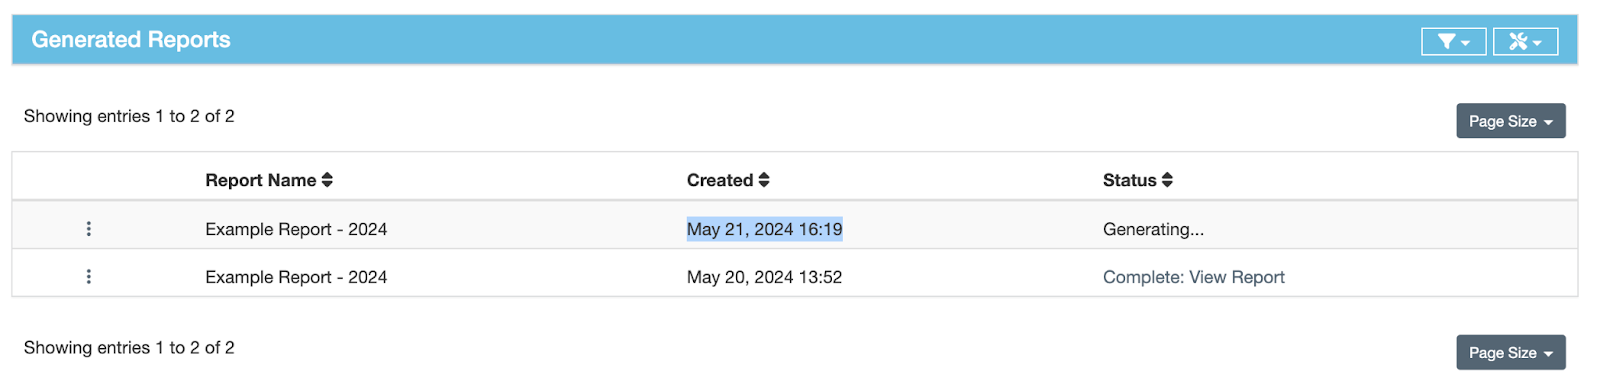 Generated Reports
Showing entries 1 to 2 of 2
Page Size
Report Name Created Status
Example Report - 2024 May 21, 2024 16:19 Generating...
Example Report - 2024 May 20, 2024 13:52 Complete: View Report
Showing entries 1 to 2 of 2
Page Size